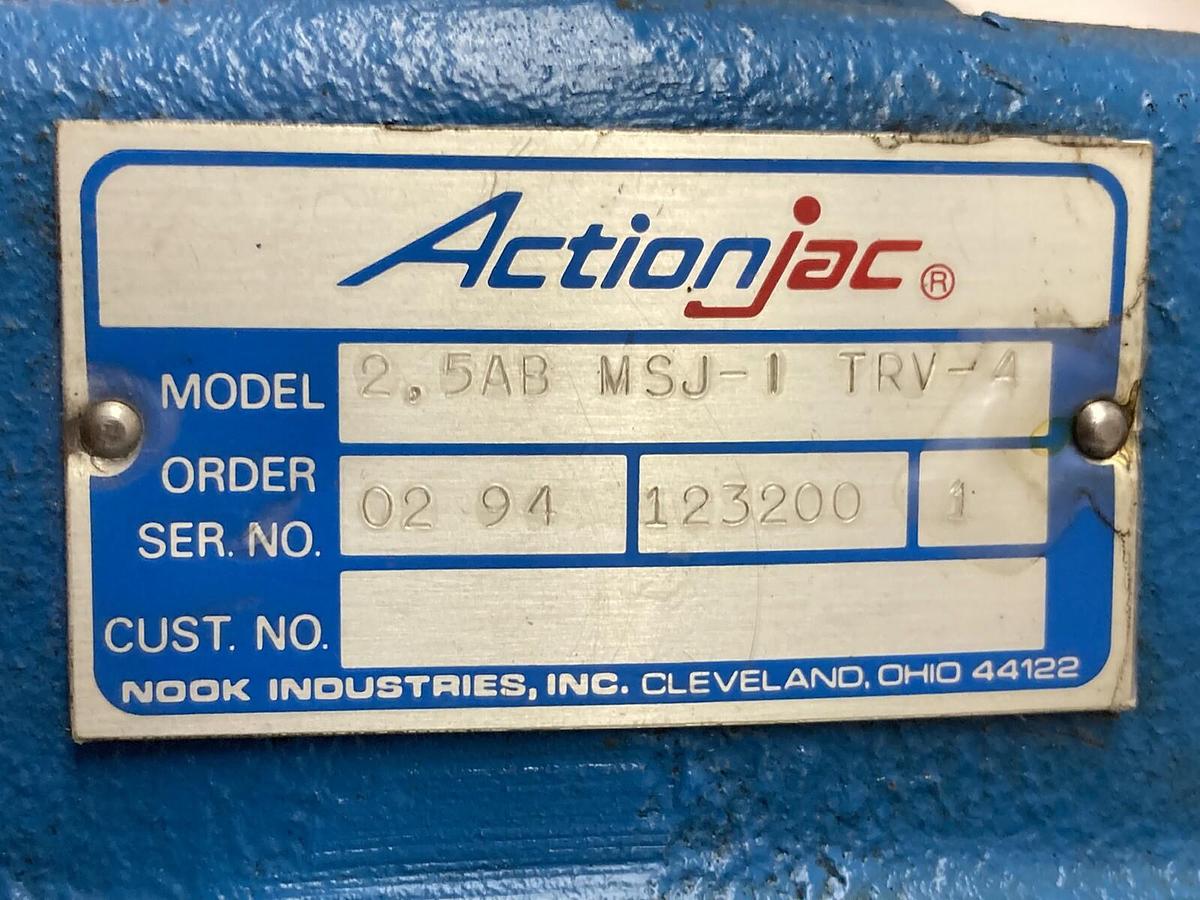 Actionjac®
MODEL 2.5AB MSJ-1 TRV-4
ORDER
SER. NO. 02 94 123200 1
CUST. NO.
NOOK INDUSTRIES, INC. CLEVELAND, OHIO 44122